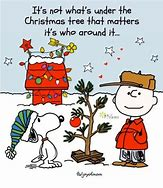 It's not what's under the
Christmas tree that matters
it's who around it...